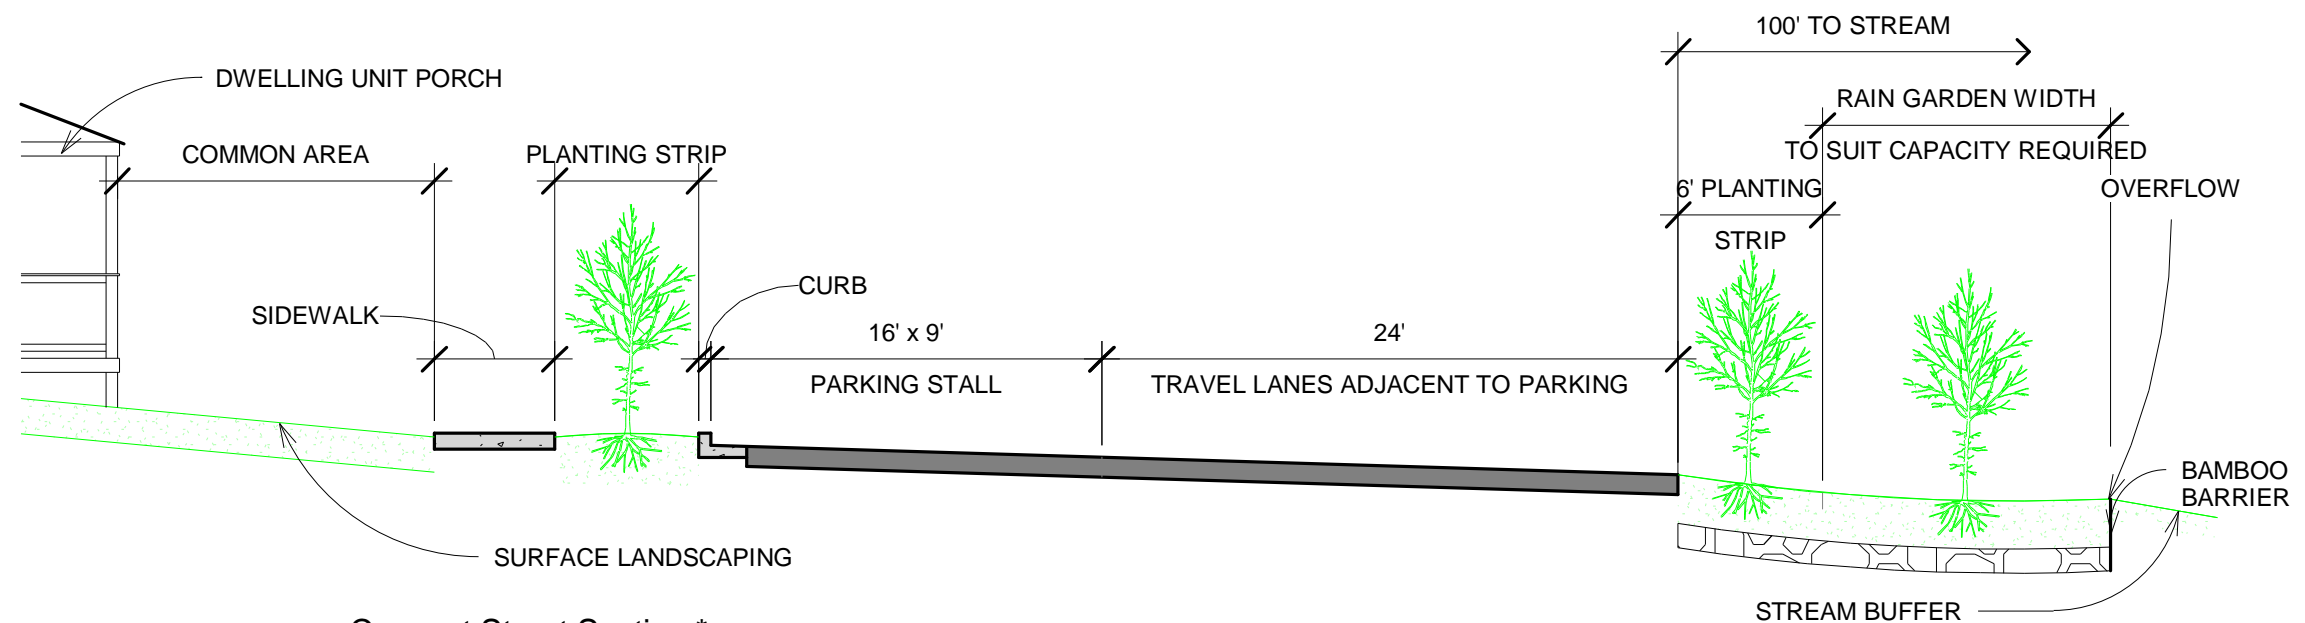 100' TO STREAM
DWELLING UNIT PORCH
RAIN GARDEN WIDTH
TO SUIT CAPACITY REQUIRED
COMMON AREA
PLANTING STRIP
6' PLANTING
STRIP
OVERFLOW
CURB
SIDEWALK
16' x 9'
PARKING STALL
24'
TRAVEL LANES ADJACENT TO PARKING
BAMBOO
BARRIER
SURFACE LANDSCAPING
STREAM BUFFER